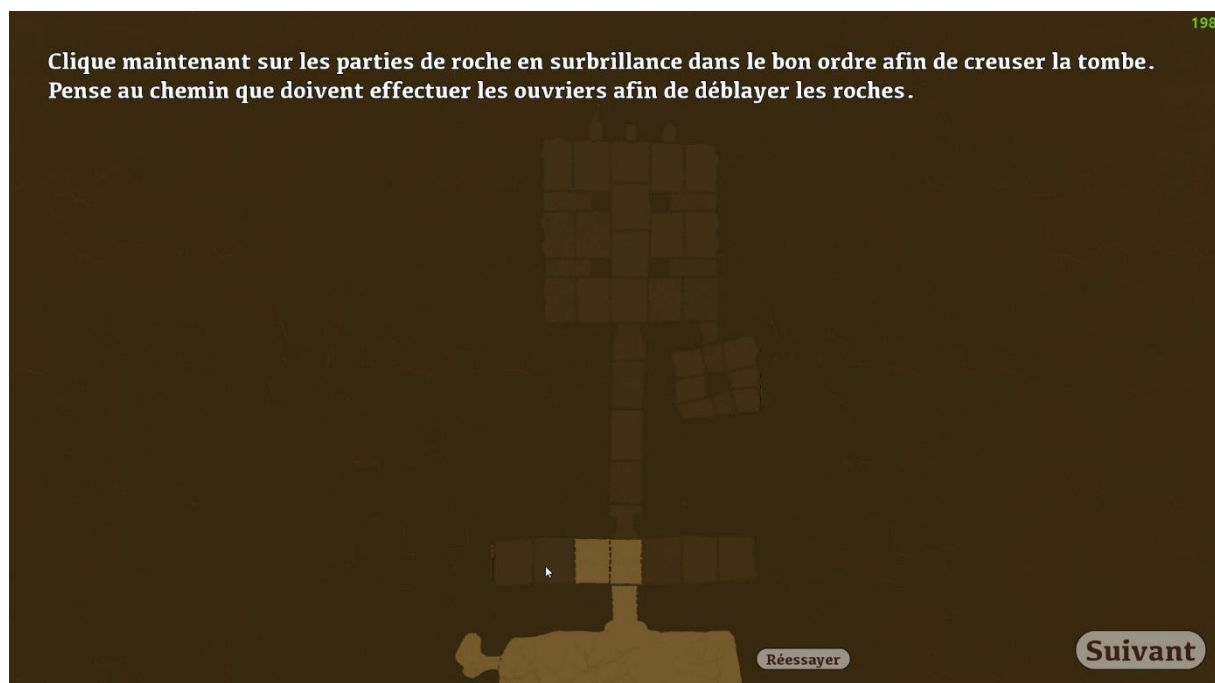 198
Clique maintenant sur les parties de roche en surbrillance dans le bon ordre afin de creuser la tombe.
Pense au chemin que doivent effectuer les ouvriers afin de déblayer les roches.
Réessayer
Suivant